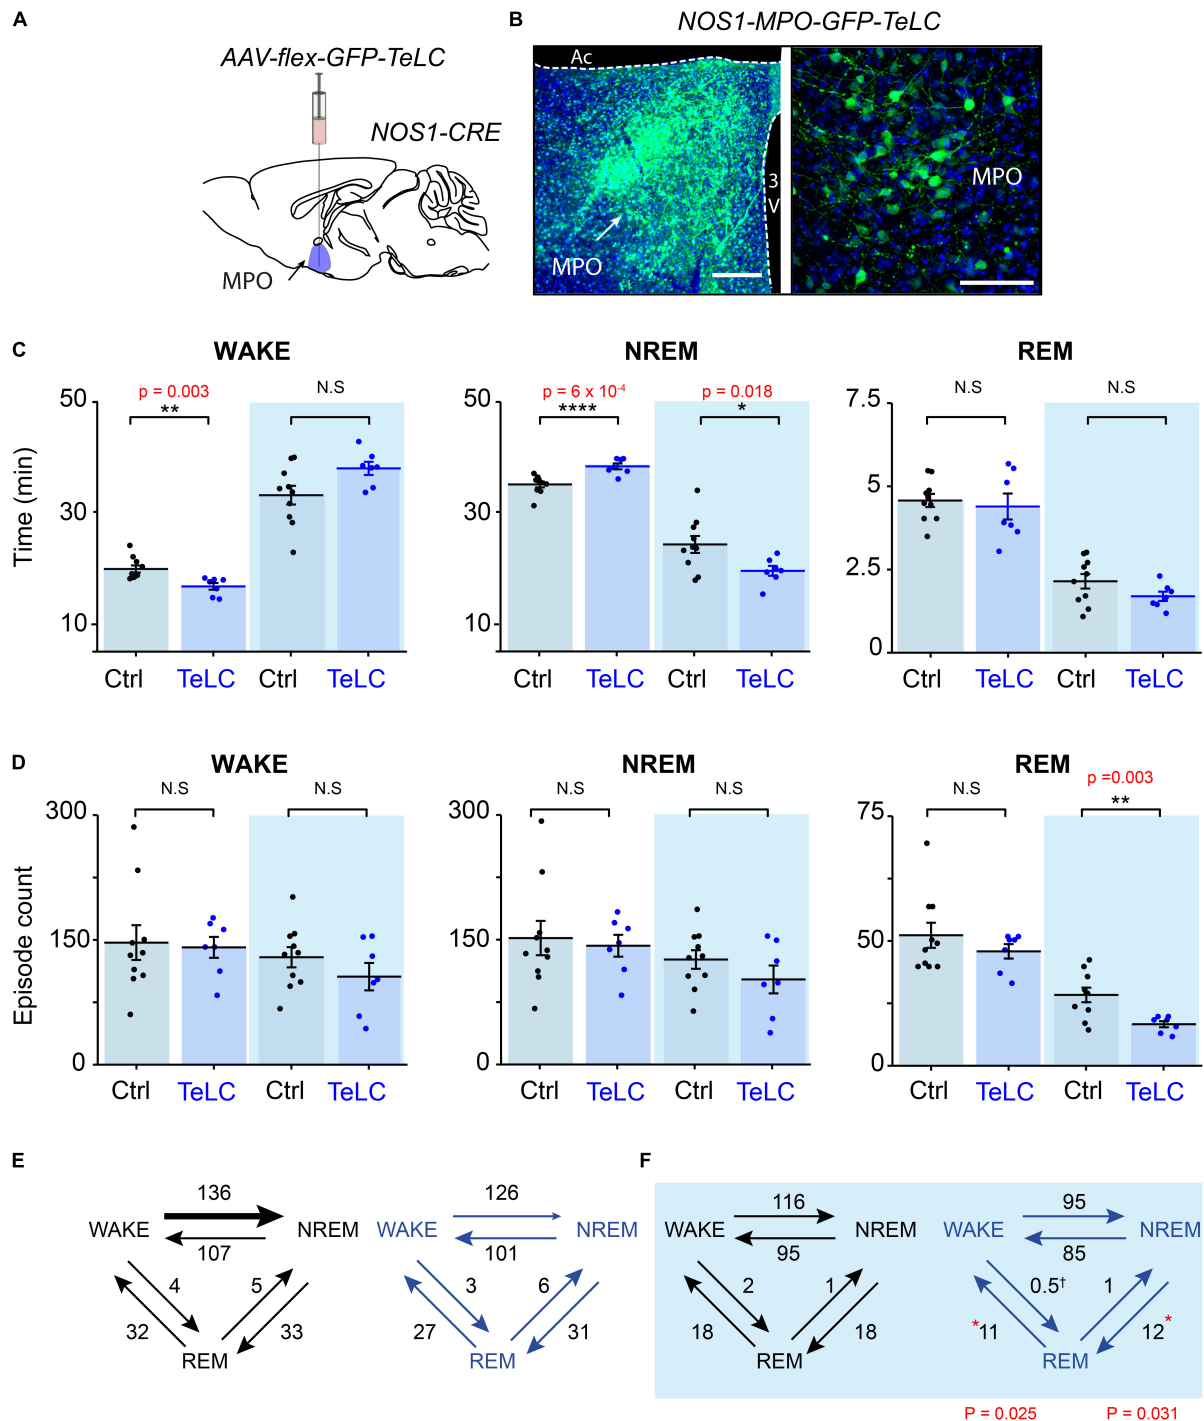 A
AAV-flex-GFP-TeLC
NOS1-CRE
MPO
B
NOS1-MPO-GFP-TeLC
Ac
3
V
MPO
MPO
C
WAKE
NREM
REM
p = 0.003
**
N.S
p = 6 x 10-4
****
p = 0.018
*
N.S
N.S
Time (min)
50
30
10
50
30
10
7.5
5
2.5
0
Ctrl
TeLC
Ctrl
TeLC
Ctrl
TeLC
Ctrl
TeLC
Ctrl
TeLC
Ctrl
TeLC
D
WAKE
NREM
REM
N.S
N.S
N.S
N.S
N.S
p =0.003
**
Episode count
300
150
0
300
150
0
75
50
0
Ctrl
TeLC
Ctrl
TeLC
Ctrl
TeLC
Ctrl
TeLC
Ctrl
TeLC
Ctrl
TeLC
E
136
WAKE
NREM
107
4
5
32
33
REM
126
WAKE
NREM
101
3
6
27
31
REM
F
116
WAKE
NREM
95
2
1
18
18
REM
95
WAKE
NREM
85
0.5†
1
*11
12*
REM
P = 0.025
P = 0.031